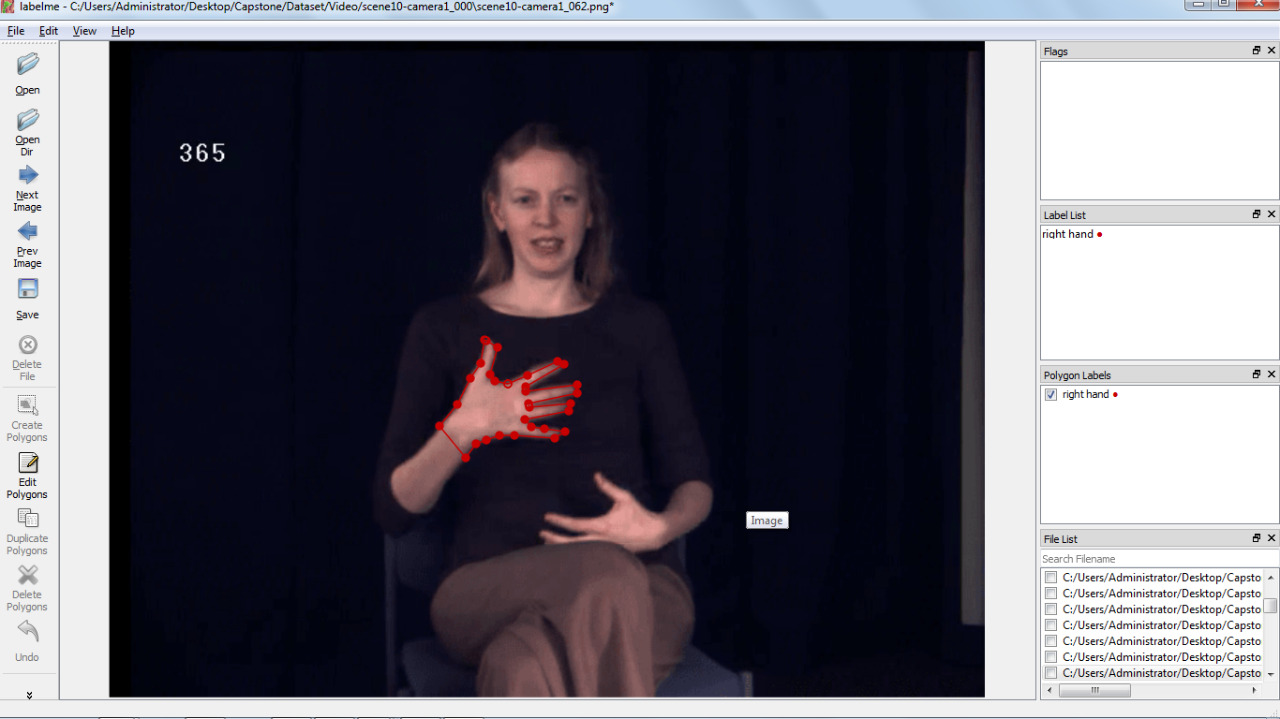 labelme - C:/Users/Administrator/Desktop/Capstone/Dataset/Video/scene10-camera1_000\scene10-camera1_062.png*
File Edit View Help
Open
Open
Dir
Next
Image
Prev
Image
Save
Delete
File
Create
Polygons
Edit
Polygons
Duplicate
Polygons
Delete
Polygons
Undo
365
Image
Flags
Label List
right hand
Polygon Labels
right hand
File List
Search Filename
C:/Users/Administrator/Desktop/Capsto
C:/Users/Administrator/Desktop/Capsto
C:/Users/Administrator/Desktop/Capsto
C:/Users/Administrator/Desktop/Capsto
C:/Users/Administrator/Desktop/Capsto
C:/Users/Administrator/Desktop/Capsto
C:/Users/Administrator/Desktop/Capsto